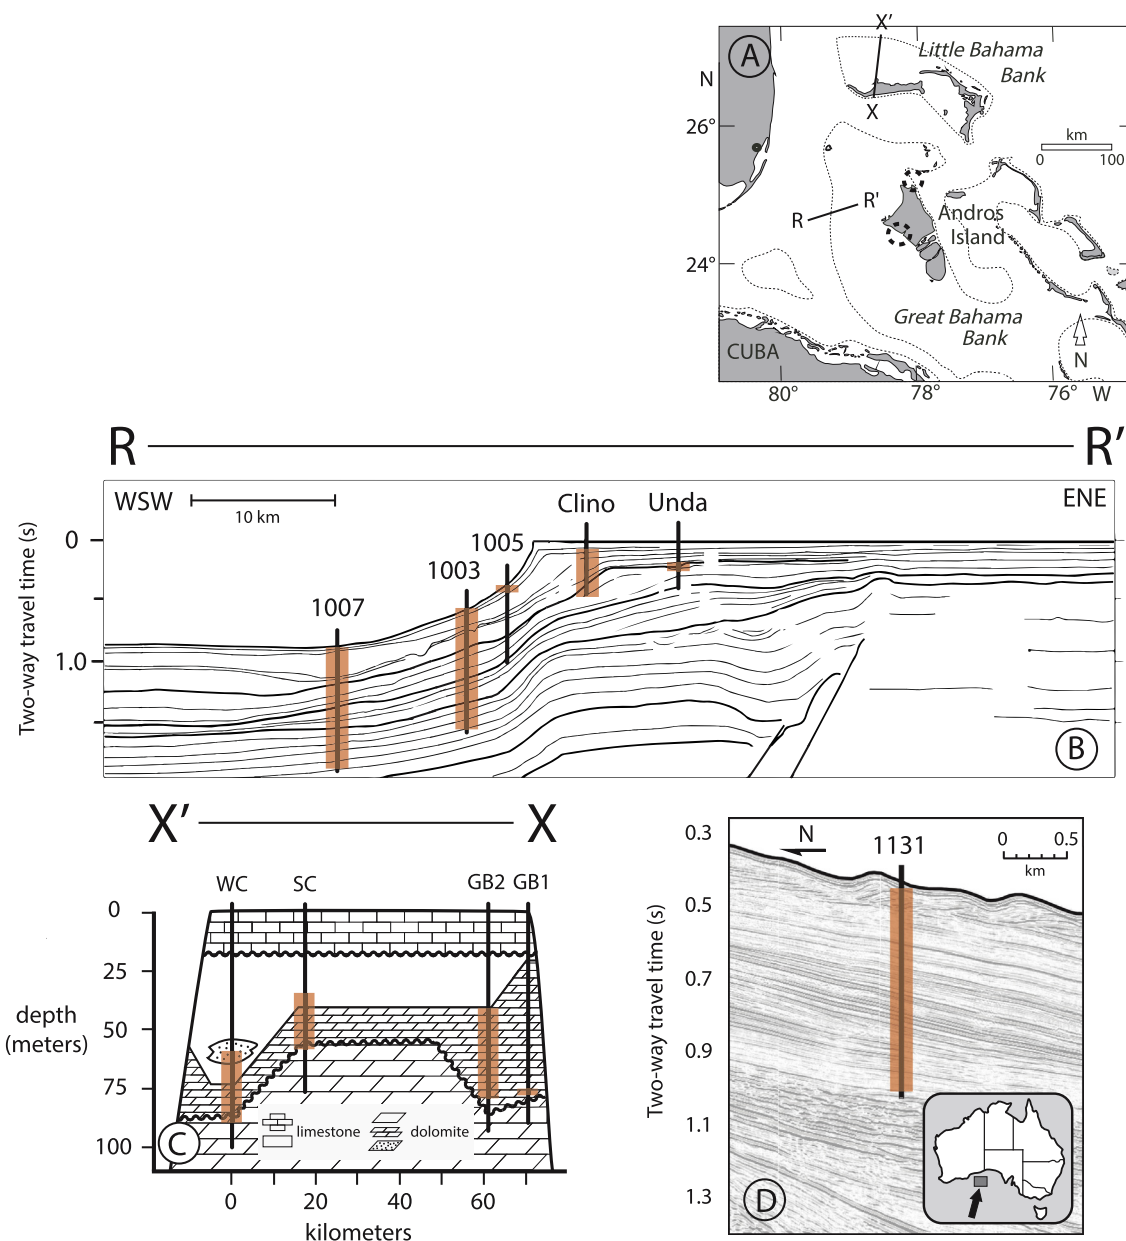 X'
A
Little Bahama
Bank
N
X
26°
km
0 100
R R'
Andros
Island
24°
Great Bahama
Bank
N
CUBA
80° 78° 76° W
R R'
WSW
10 km
Clino Unda
ENE
Two-way travel time (s)
0
1005
1003
1007
1.0
B
X' X
WC SC GB2 GB1
0
25
depth
(meters)
50
75
100
C
limestone dolomite
0 20 40 60
kilometers
0.3
N
1131
0 0.5
km
0.5
Two-way travel time (s)
0.7
0.9
1.1
1.3
D